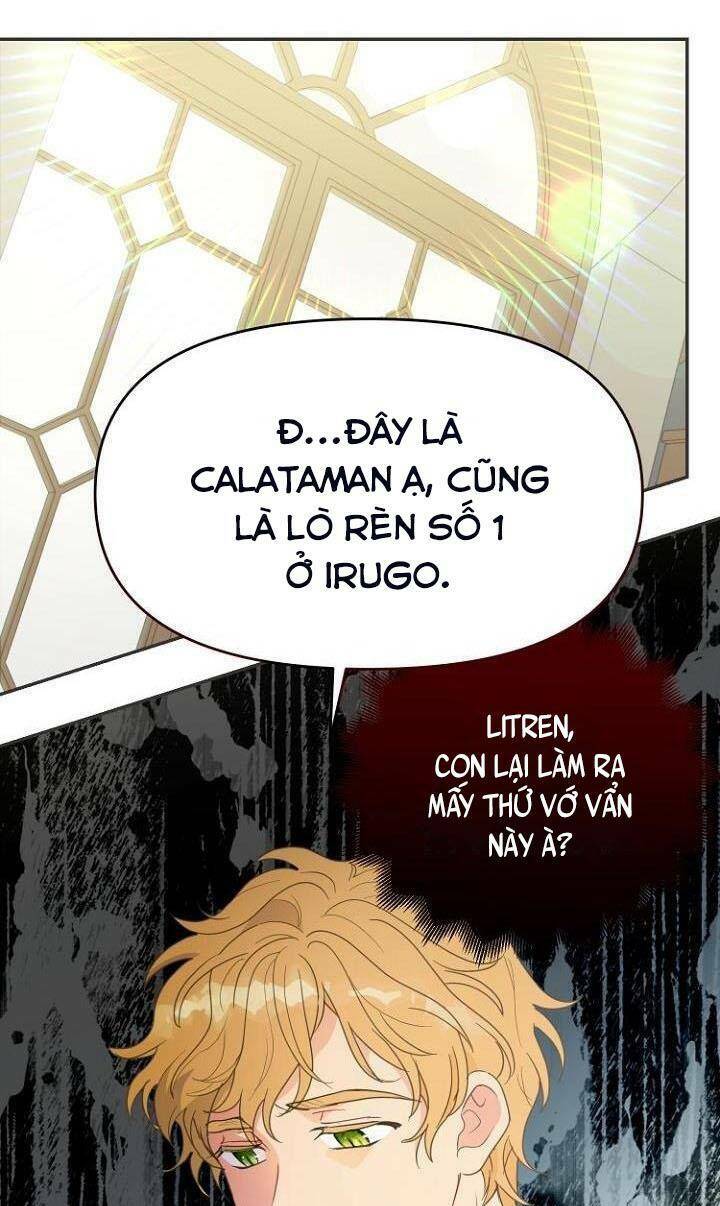 Đ...ĐÂY LÀ
CALATAMAN Ạ, CŨNG
LÀ LÒ RÈN SỐ 1
Ở IRUGO.
LITREN,
CON LẠI LÀM RA
MẤY THỨ VỚ VẨN
NÀY À?